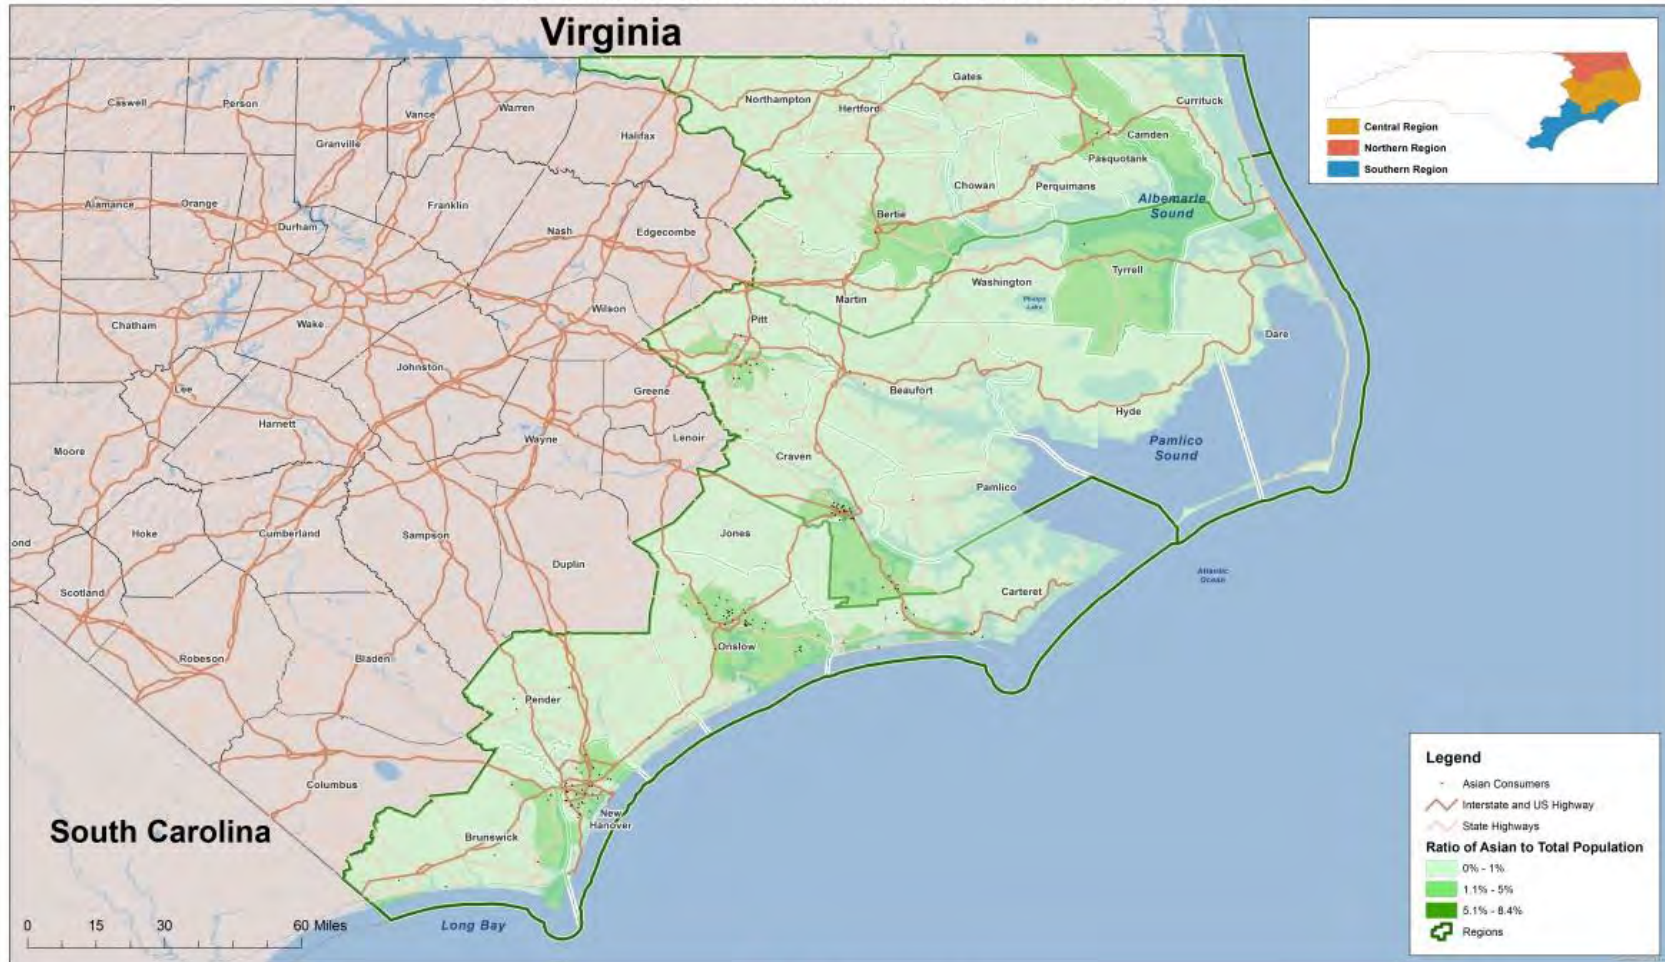 Virginia
Central Region
Northern Region
Southern Region
Caswell
Person
Vance
Warren
Northampton
Hertford
Gates
Currituck
Granville
Halifax
Camden
Pasquotank
Alamance
Orange
Franklin
Chowan
Perquimans
Albemarle
Sound
Durham
Nash
Edgecombe
Bertie
Tyrrell
Washington
Martin
Phelps
Lake
Chatham
Wake
Wilson
Pitt
Dare
Johnston
Lee
Greene
Beaufort
Hyde
Harnett
Wayne
Lenoir
Moore
Craven
Pamlico
Sound
Pamlico
ond
Hoke
Cumberland
Sampson
Jones
Duplin
Atlantic
Ocean
Scotland
Carteret
Robeson
Bladen
Onslow
Pender
Columbus
New
Hanover
South Carolina
Brunswick
Long Bay
0 15 30 60 Miles
Legend
Asian Consumers
Interstate and US Highway
State Highways
Ratio of Asian to Total Population
0% - 1%
1.1% - 5%
5.1% - 8.4%
Regions